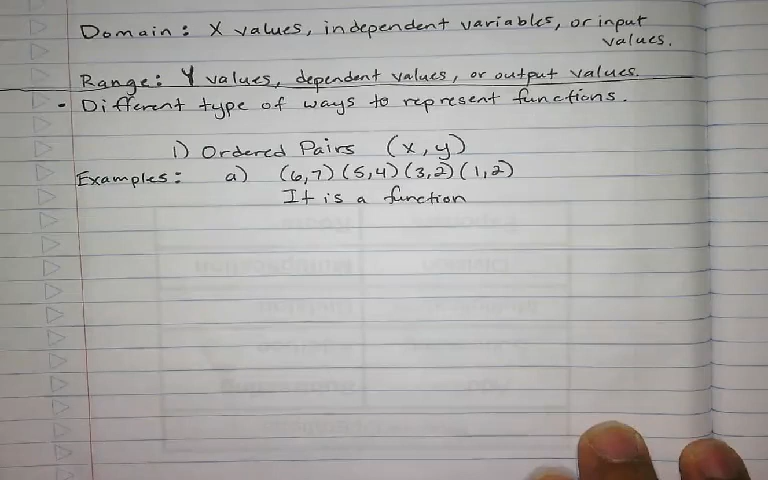 Domain: X values, independent variables, or input
values.
Range: Y values, dependent values, or output values.
- Different type of ways to represent functions.
1) Ordered Pairs (x,y)
Examples: a) (6,7) (5,4) (3,2) (1,2)
It is a function